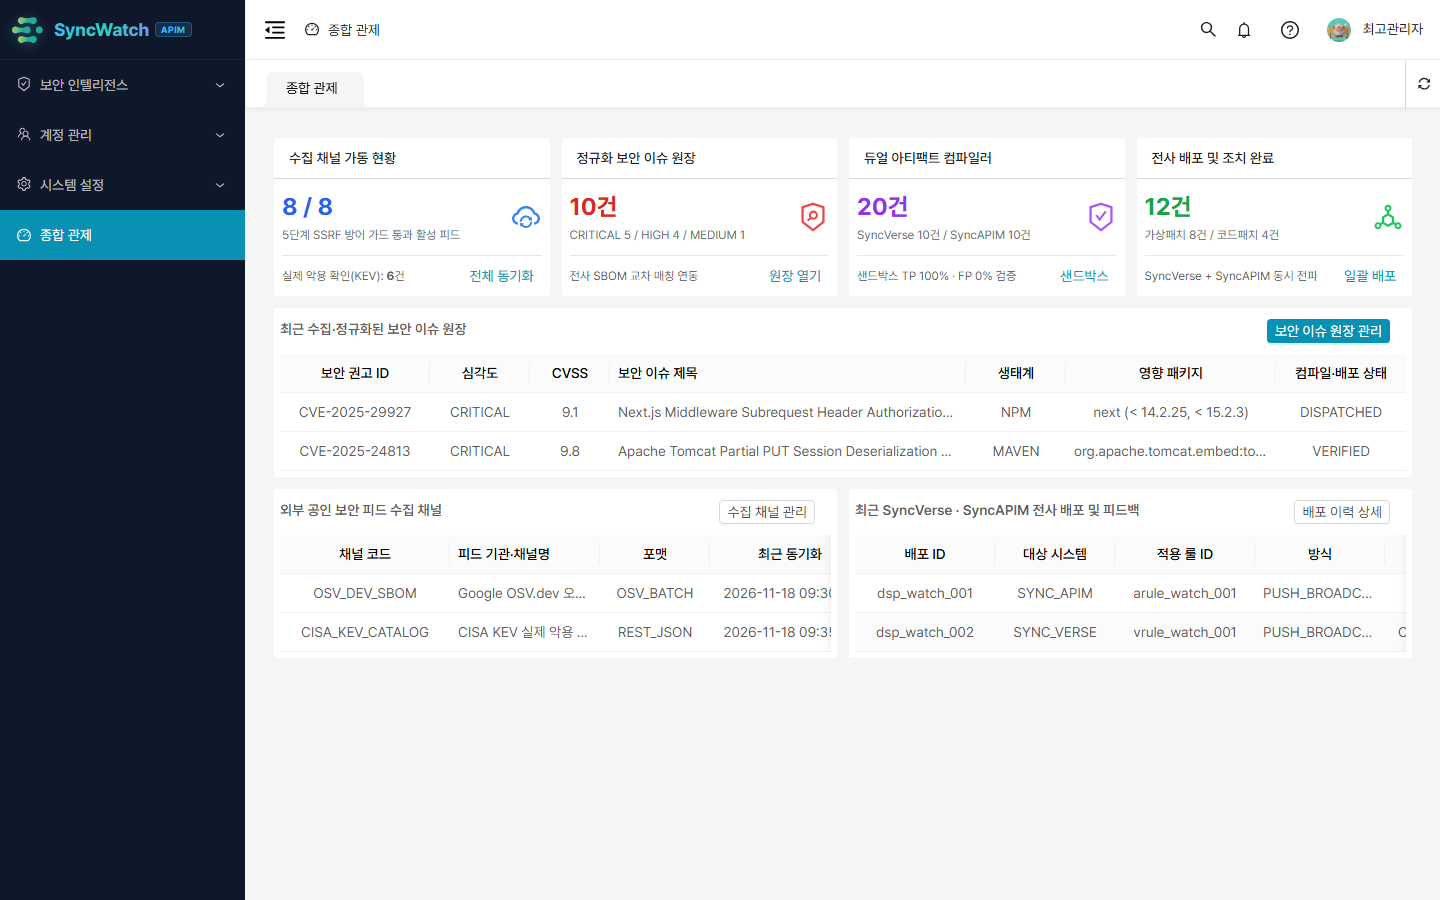 SyncWatch APIM
종합 관제
최고관리자
보안 인텔리전스
계정 관리
시스템 설정
종합 관제
종합 관제
수집 채널 가동 현황
8 / 8
5단계 SSRF 방어 가드 통과 활성 피드
실제 악용 확인(KEV): 6건
전체 동기화
정규화 보안 이슈 원장
10건
CRITICAL 5 / HIGH 4 / MEDIUM 1
전사 SBOM 교차 매칭 연동
원장 열기
듀얼 아티팩트 컴파일러
20건
SyncVerse 10건 / SyncAPIM 10건
샌드박스 TP 100% · FP 0% 검증
샌드박스
전사 배포 및 조치 완료
12건
가상패치 8건 / 코드패치 4건
SyncVerse + SyncAPIM 동시 전파
일괄 배포
최근 수집·정규화된 보안 이슈 원장
보안 이슈 원장 관리
보안 권고 ID 심각도 CVSS 보안 이슈 제목 생태계 영향 패키지 컴파일·배포 상태
CVE-2025-29927 CRITICAL 9.1 Next.js Middleware Subrequest Header Authorizatio... NPM next (< 14.2.25, < 15.2.3) DISPATCHED
CVE-2025-24813 CRITICAL 9.8 Apache Tomcat Partial PUT Session Deserialization ... MAVEN org.apache.tomcat.embed:to... VERIFIED
외부 공인 보안 피드 수집 채널
수집 채널 관리
채널 코드 피드 기관·채널명 포맷 최근 동기화
OSV_DEV_SBOM Google OSV.dev 오... OSV_BATCH 2026-11-18 09:30
CISA_KEV_CATALOG CISA KEV 실제 악용 ... REST_JSON 2026-11-18 09:35
최근 SyncVerse · SyncAPIM 전사 배포 및 피드백
배포 이력 상세
배포 ID 대상 시스템 적용 룰 ID 방식
dsp_watch_001 SYNC_APIM arule_watch_001 PUSH_BROADC...
dsp_watch_002 SYNC_VERSE vrule_watch_001 PUSH_BROADC...